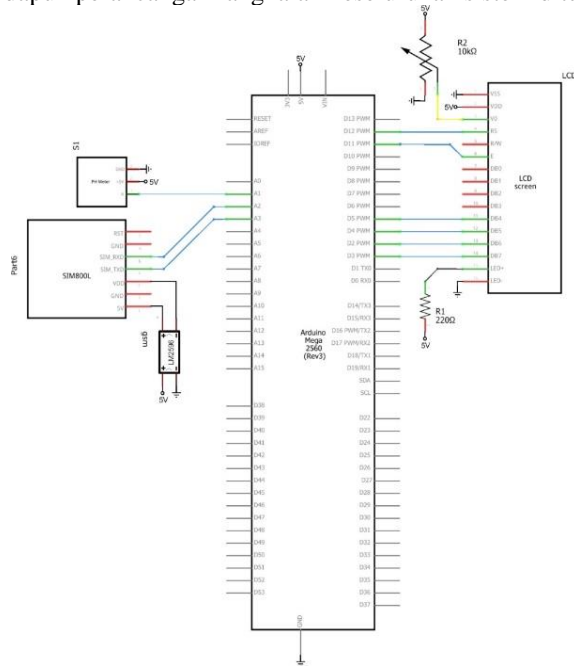 5V
R2
10kΩ
LCD
VSS
VDD
5V
V0
RS
R/W
E
DB0
DB1
DB2
DB3
DB4
DB5
DB6
DB7
LED+
LED-
LCD
screen
R1
220Ω
5V
5V
3V3
5V
VIN
RESET
AREF
IOREF
A0
A1
A2
A3
A4
A5
A6
A7
A8
A9
A10
A11
A12
A13
A14
A15
D38
D39
D40
D41
D42
D43
D44
D45
D46
D47
D48
D49
D50
D51
D52
D53
Arduino
Mega
2560
(Rev3)
D13 PWM
D12 PWM
D11 PWM
D10 PWM
D9 PWM
D8 PWM
D7 PWM
D6 PWM
D5 PWM
D4 PWM
D1 TX0
D0 RX0
D14/TX3
D15/RX3
D16 PWM/TX2
D17 PWM/RX2
D18/TX1
D19/RX1
SDA
SCL
D22
D23
D24
D25
D26
D27
D28
D29
D30
D31
D32
D33
D34
D35
D36
D37
GND
S1
PH Meter
5V
Part6
SIM800L
RST
GND
SIM_RXD
SIM_TXD
VDD
GND
5V
gsm
LM2596
5V